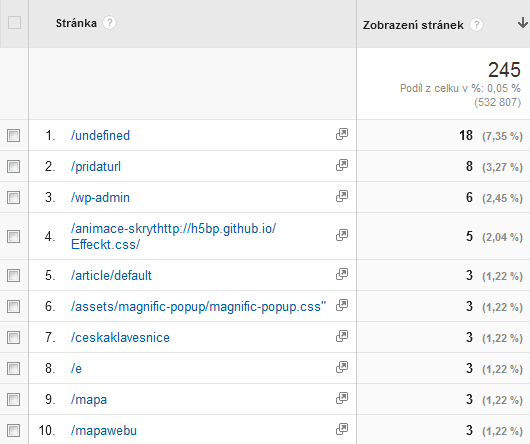 Stránka ? Zobrazení stránek ?
245
Podíl z celku v %: 0,05 %
(532 807)
1. /undefined 18 (7,35 %)
2. /pridaturl 8 (3,27 %)
3. /wp-admin 6 (2,45 %)
4. /animace-skrythttp://h5bp.github.io/
Effeckt.css/ 5 (2,04 %)
5. /article/default 3 (1,22 %)
6. /assets/magnific-popup/magnific-popup.css" 3 (1,22 %)
7. /ceskaklavesnice 3 (1,22 %)
8. /e 3 (1,22 %)
9. /mapa 3 (1,22 %)
10. /mapawebu 3 (1,22 %)